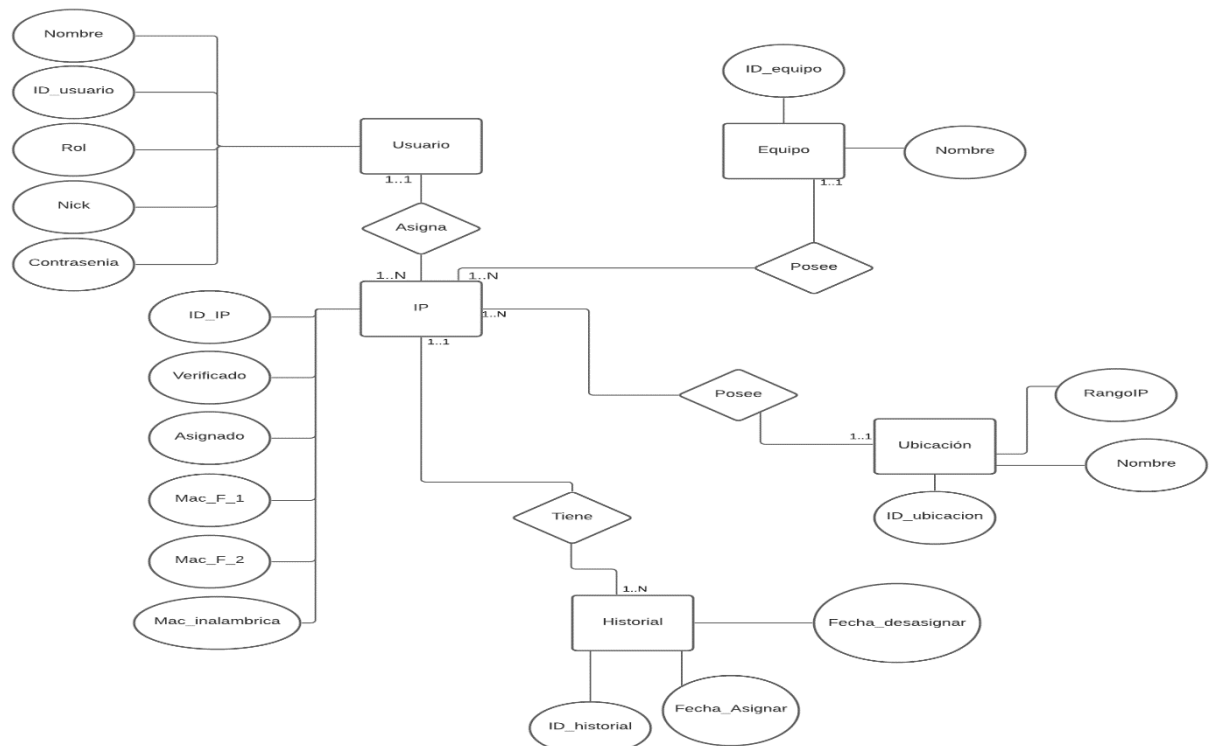 Nombre
ID_usuario
Rol
Nick
Contrasenia
Usuario
1..1
Asigna
1..N
IP
1..1
ID_IP
Verificado
Asignado
Mac_F_1
Mac_F_2
Mac_inalambrica
ID_equipo
Equipo
Nombre
1..1
Posee
1..N
1..N
Posee
1..1
Ubicación
RangoIP
Nombre
ID_ubicacion
Tiene
1..N
Historial
Fecha_desasignar
Fecha_Asignar
ID_historial